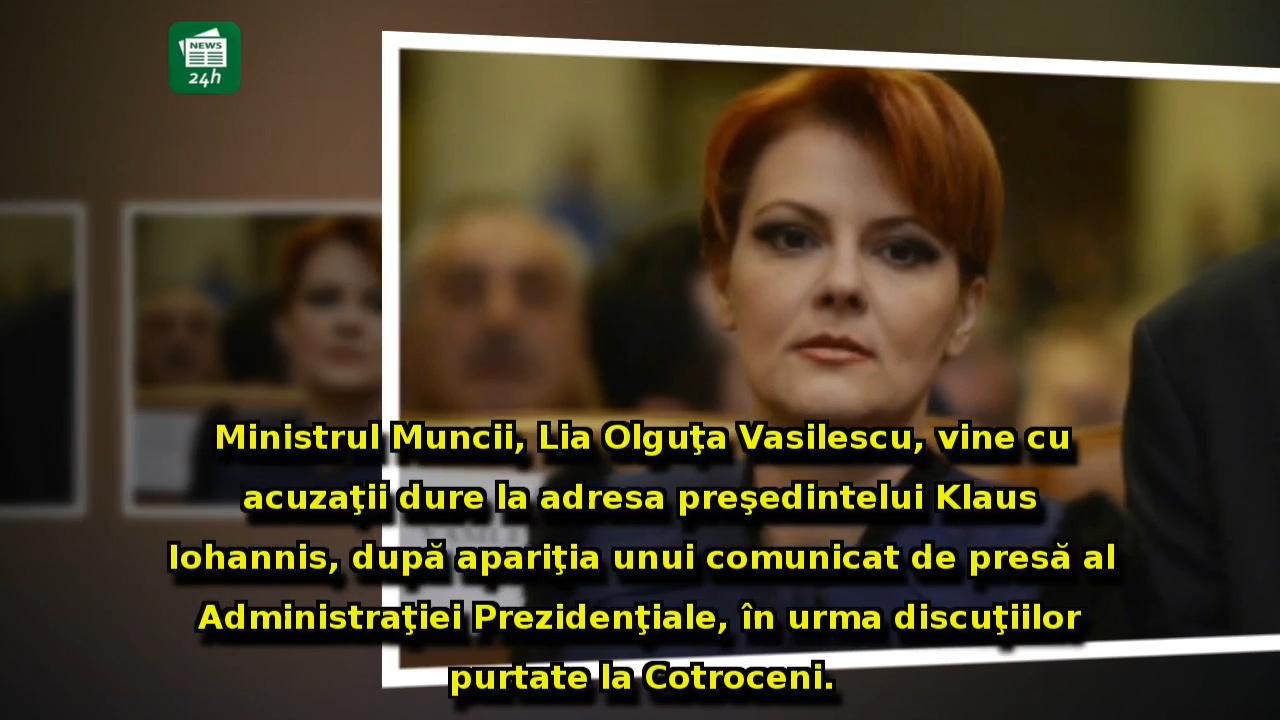 NEWS
24h
Ministrul Muncii, Lia Olguţa Vasilescu, vine cu
acuzaţii dure la adresa preşedintelui Klaus
Iohannis, după apariţia unui comunicat de presă al
Administraţiei Prezidenţiale, în urma discuţiilor
purtate la Cotroceni.